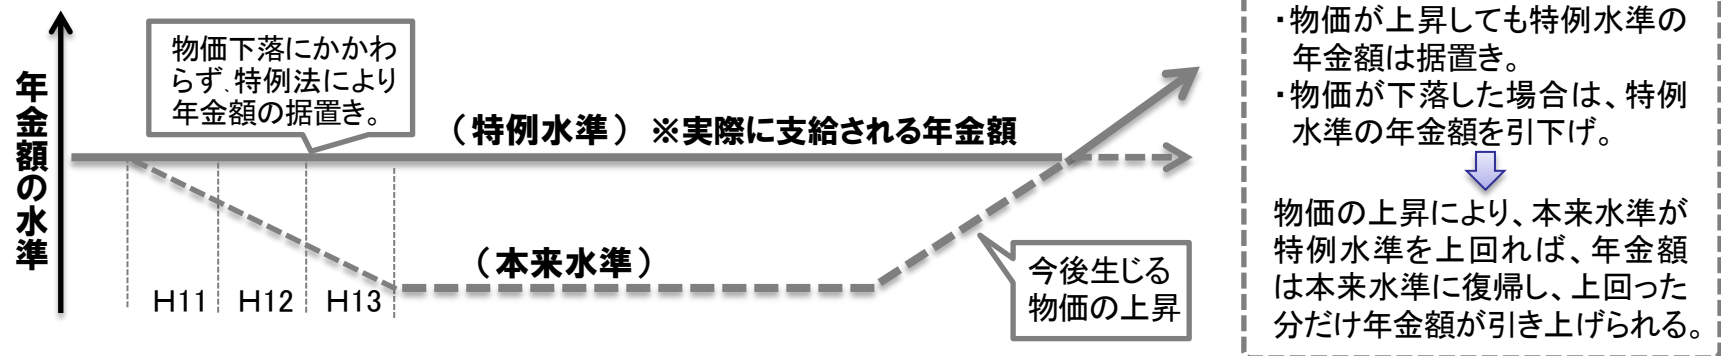 年金額の水準
物価下落にかかわ
らず、特例法により
年金額の据置き。
（特例水準） ※実際に支給される年金額
（本来水準）
H11
H12
H13
今後生じる
物価の上昇
・物価が上昇しても特例水準の
年金額は据置き。
・物価が下落した場合は、特例
水準の年金額を引下げ。
物価の上昇により、本来水準が
特例水準を上回れば、年金額
は本来水準に復帰し、上回った
分だけ年金額が引き上げられる。